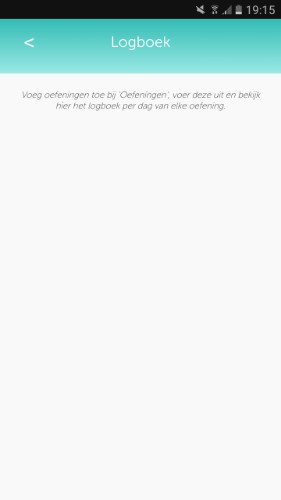 19:15
<
Logboek
Voeg oefeningen toe bij 'Oefeningen', voer deze uit en bekijk
hier het logboek per dag van elke oefening.